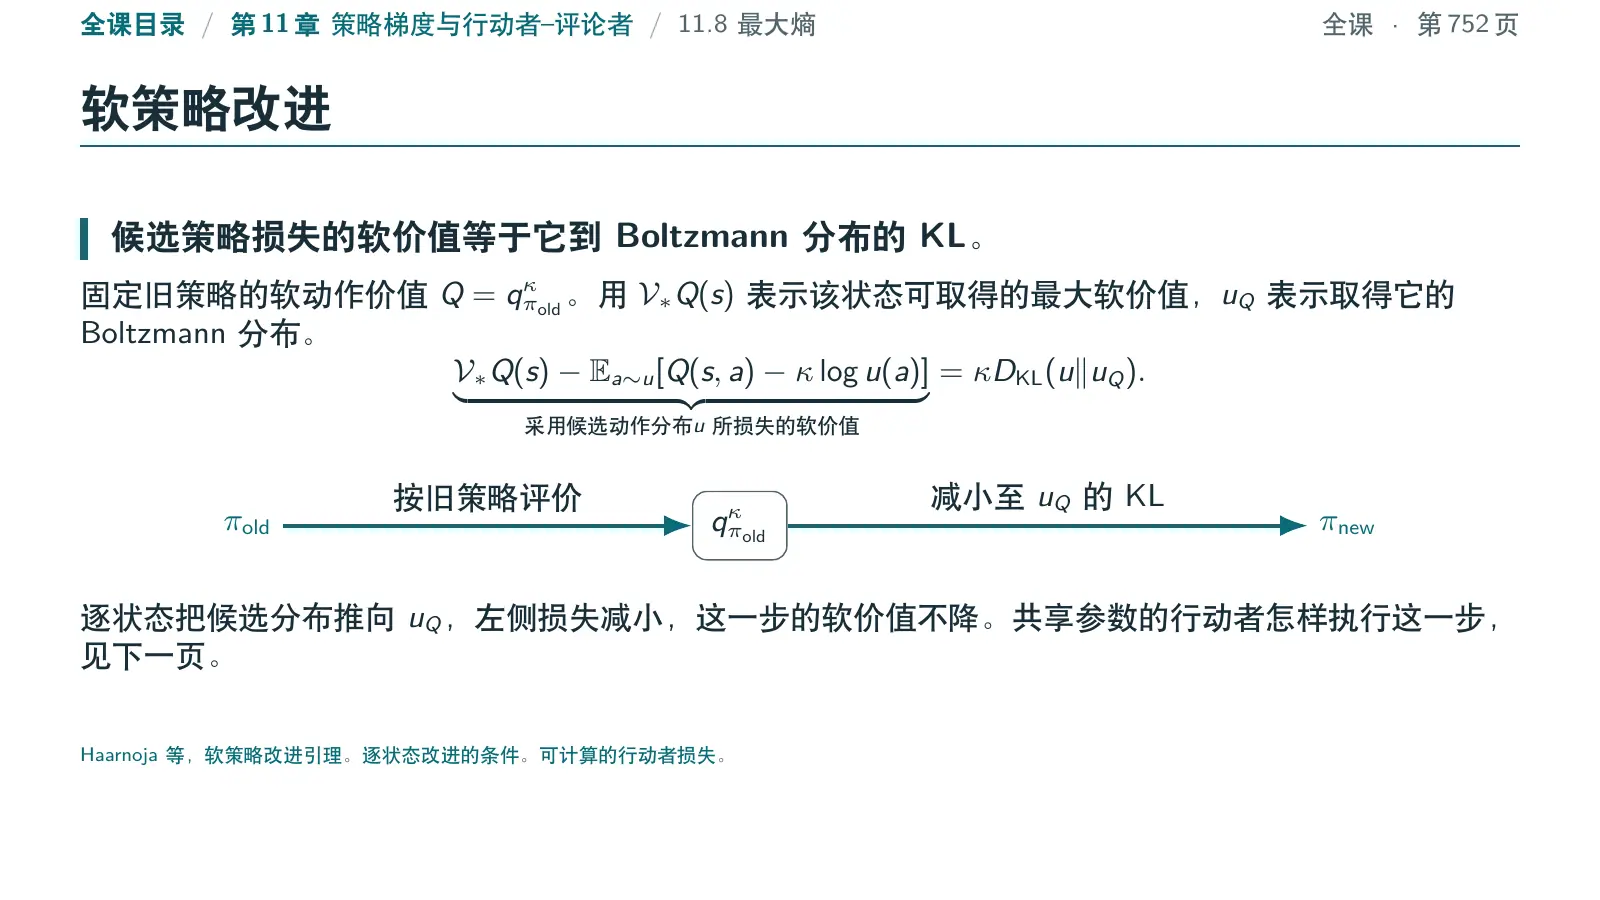 全课目录 / 第 11 章 策略梯度与行动者–评论者 / 11.8 最大熵
全课 · 第 752 页
软策略改进
候选策略损失的软价值等于它到 Boltzmann 分布的 KL。
固定旧策略的软动作价值 Q = q^κ_{π_old}。用 𝒱_*Q(s) 表示该状态可取得的最大软价值，u_Q 表示取得它的
Boltzmann 分布。
𝒱_*Q(s) − 𝔼_{a∼u}[Q(s, a) − κ log u(a)] = κD_KL(u‖u_Q).
采用候选动作分布u 所损失的软价值
按旧策略评价
减小至 u_Q 的 KL
π_old
q^κ_{π_old}
π_new
逐状态把候选分布推向 u_Q，左侧损失减小，这一步的软价值不降。共享参数的行动者怎样执行这一步，
见下一页。
Haarnoja 等，软策略改进引理。逐状态改进的条件。可计算的行动者损失。